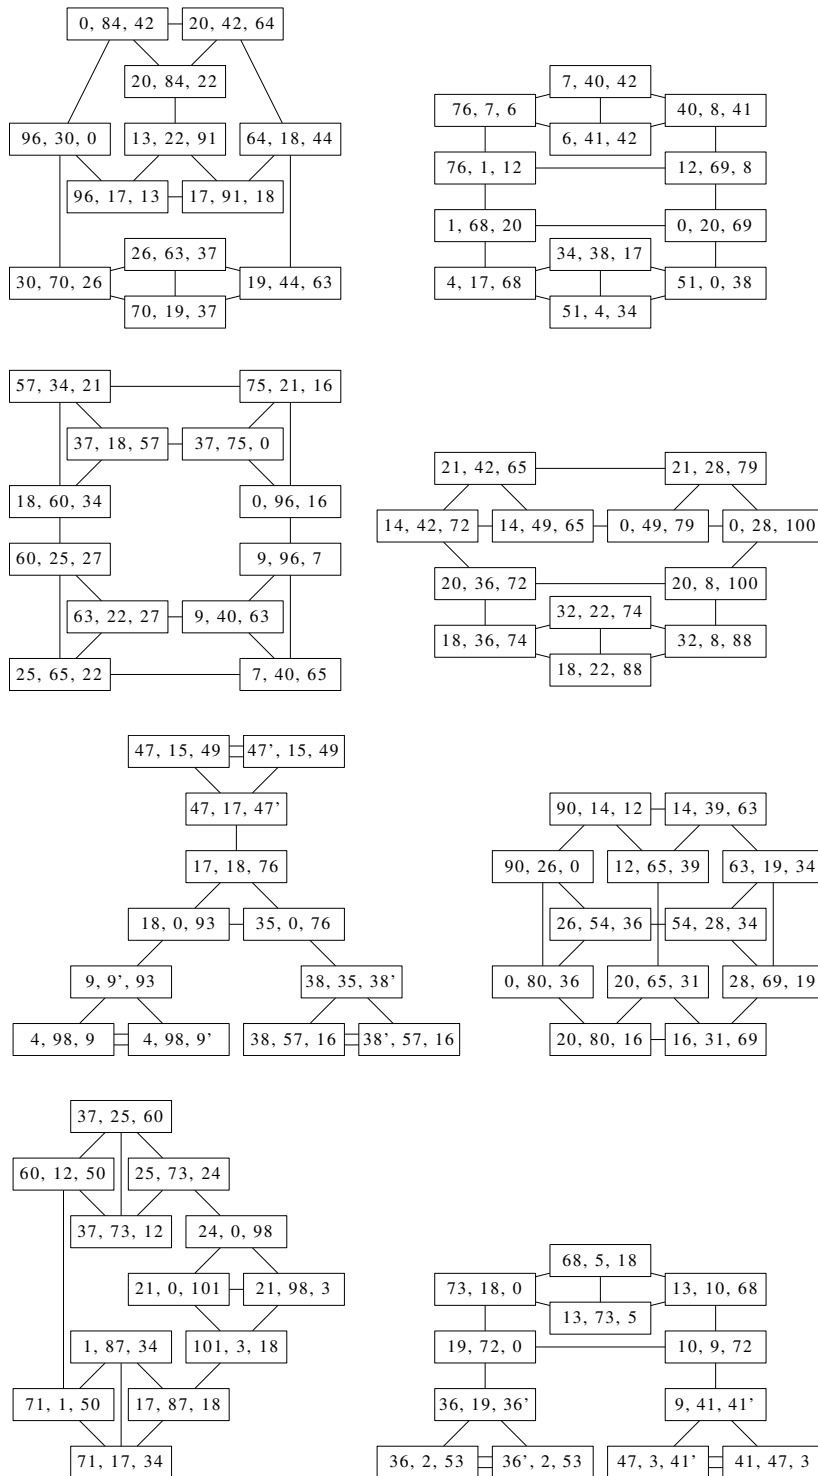 0, 84, 42
20, 42, 64
20, 84, 22
96, 30, 0
13, 22, 91
64, 18, 44
96, 17, 13
17, 91, 18
26, 63, 37
30, 70, 26
19, 44, 63
70, 19, 37
7, 40, 42
76, 7, 6
40, 8, 41
6, 41, 42
76, 1, 12
12, 69, 8
1, 68, 20
0, 20, 69
34, 38, 17
4, 17, 68
51, 0, 38
51, 4, 34
57, 34, 21
75, 21, 16
37, 18, 57
37, 75, 0
18, 60, 34
0, 96, 16
60, 25, 27
9, 96, 7
63, 22, 27
9, 40, 63
25, 65, 22
7, 40, 65
21, 42, 65
21, 28, 79
14, 42, 72
14, 49, 65
0, 49, 79
0, 28, 100
20, 36, 72
20, 8, 100
32, 22, 74
18, 36, 74
32, 8, 88
18, 22, 88
47, 15, 49
47’, 15, 49
47, 17, 47’
17, 18, 76
18, 0, 93
35, 0, 76
9, 9’, 93
38, 35, 38’
4, 98, 9
4, 98, 9’
38, 57, 16
38’, 57, 16
90, 14, 12
14, 39, 63
90, 26, 0
12, 65, 39
63, 19, 34
26, 54, 36
54, 28, 34
0, 80, 36
20, 65, 31
28, 69, 19
20, 80, 16
16, 31, 69
37, 25, 60
60, 12, 50
25, 73, 24
37, 73, 12
24, 0, 98
21, 0, 101
21, 98, 3
1, 87, 34
101, 3, 18
71, 1, 50
17, 87, 18
71, 17, 34
68, 5, 18
73, 18, 0
13, 10, 68
13, 73, 5
19, 72, 0
10, 9, 72
36, 19, 36’
9, 41, 41’
36, 2, 53
36’, 2, 53
47, 3, 41’
41, 47, 3